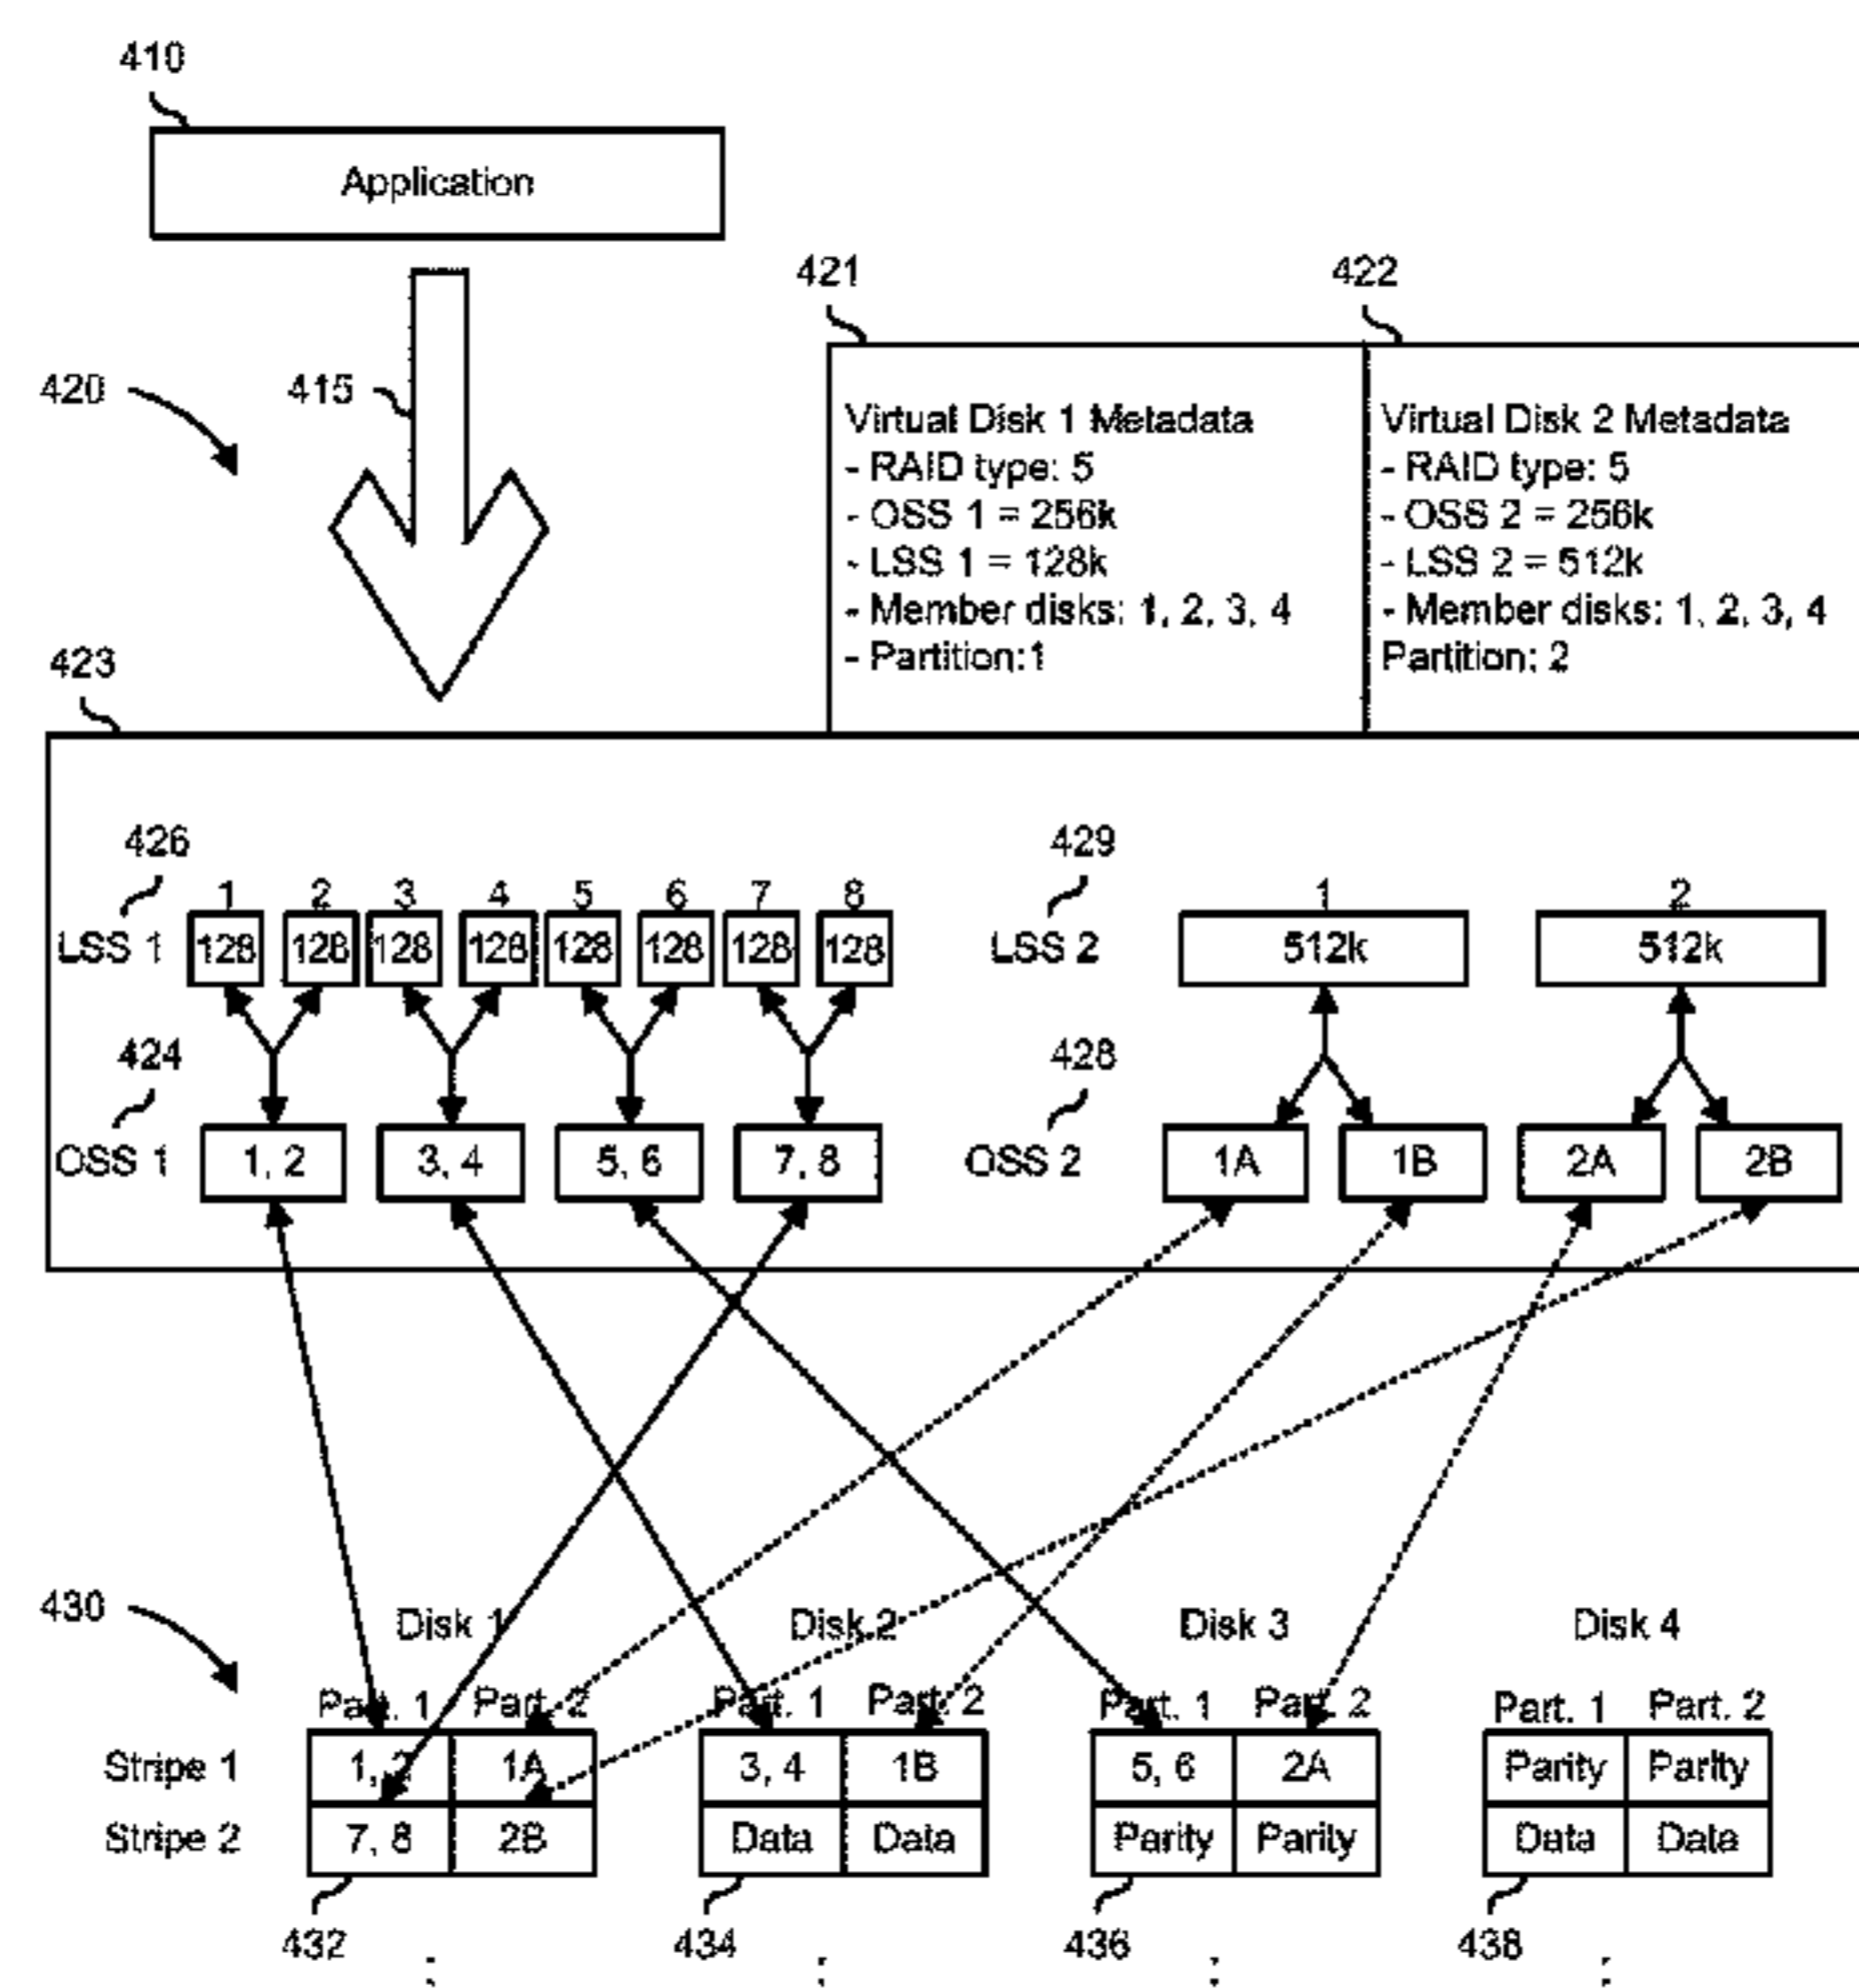 410
Application
421
422
420
415
Virtual Disk 1 Metadata
- RAID type: 5
- OSS 1 = 256k
- LSS 1 = 128k
- Member disks: 1, 2, 3, 4
- Partition:1
Virtual Disk 2 Metadata
- RAID type: 5
- OSS 2 = 256k
- LSS 2 = 512k
- Member disks: 1, 2, 3, 4
Partition: 2
423
426
429
1 2 3 4 5 6 7 8
1 2
LSS 1 128 128 128 128 128 128 128 128
LSS 2 512k 512k
424
428
OSS 1 1, 2 3, 4 5, 6 7, 8
OSS 2 1A 1B 2A 2B
430
Disk 1 Disk 2 Disk 3 Disk 4
Part. 1 Part. 2 Part. 1 Part. 2 Part. 1 Part. 2 Part. 1 Part. 2
Stripe 1 1, 2 1A 3, 4 1B 5, 6 2A Parity Parity
Stripe 2 7, 8 2B Data Data Parity Parity Data Data
432 434 436 438